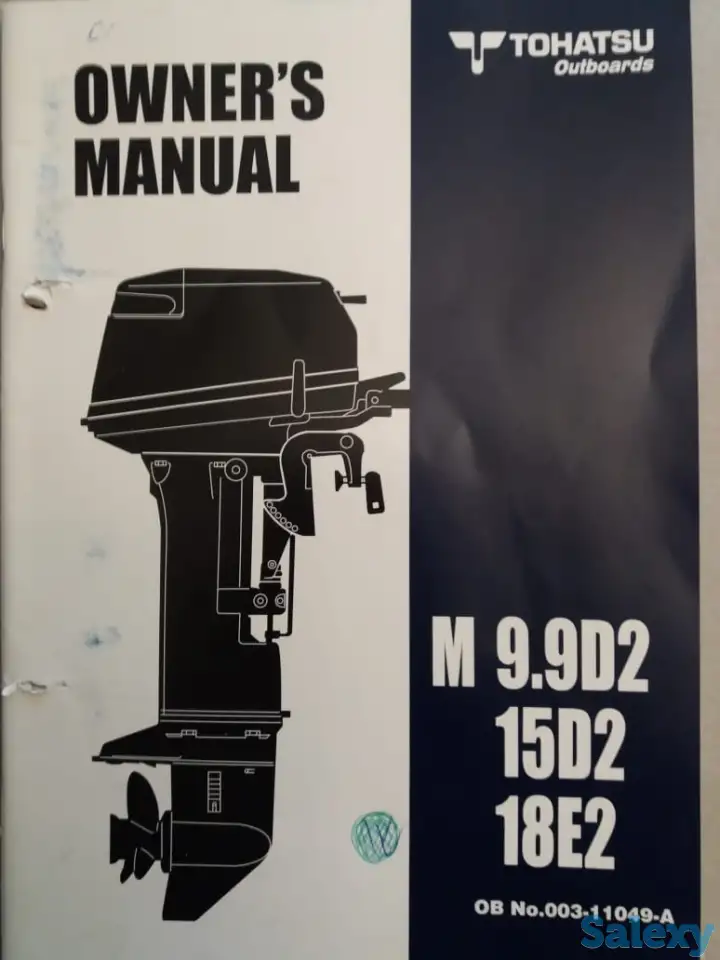 OWNER'S
MANUAL
TOHATSU
Outboards
M 9.9D2
15D2
18E2
OB No.003-11049-A
Salexy